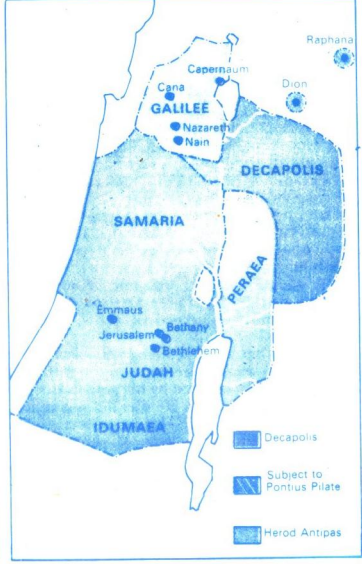 Raphana
Capernaum
Dion
Cana
GALILEE
Nazareth
Nain
DECAPOLIS
SAMARIA
PERAEA
Emmaus
Bethany
Jerusalem
Bethlehem
JUDAH
IDUMAEA
Decapolis
Subject to
Pontius Pilate
Herod Antipas